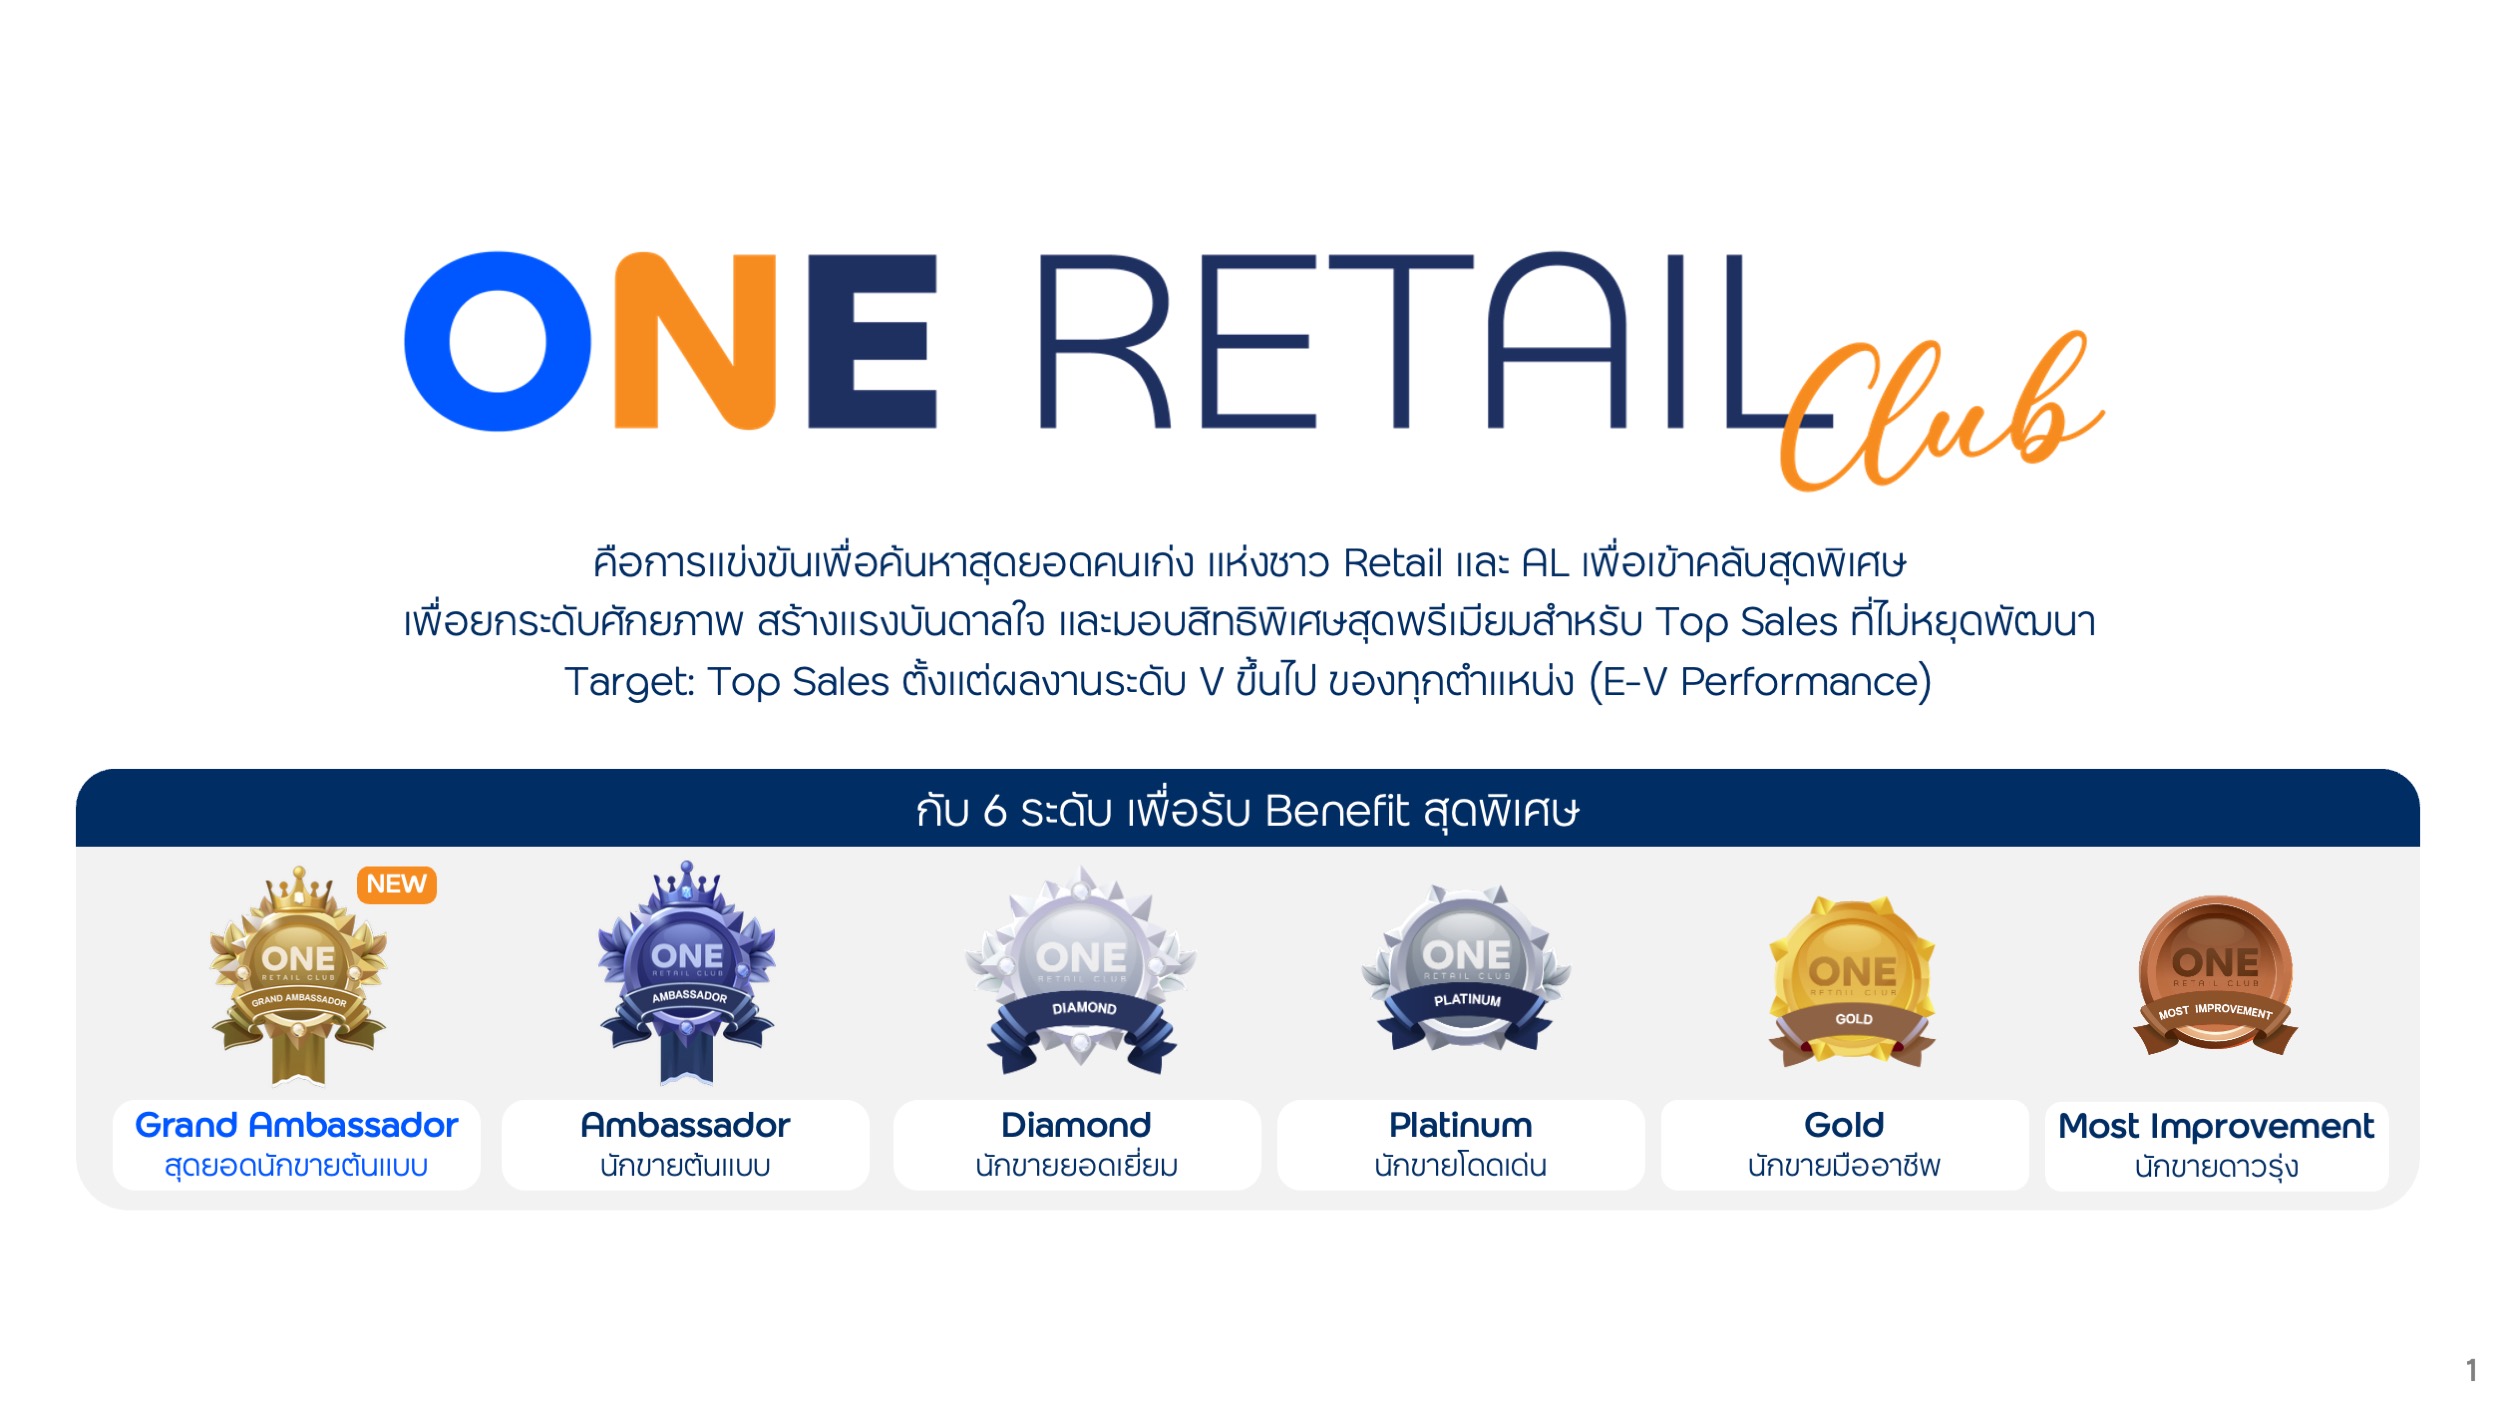 ONE RETAIL Club
คือการแข่งขันเพื่อค้นหาสุดยอดคนเก่ง แห่งชาว Retail และ AL เพื่อเข้าคลับสุดพิเศษ
เพื่อยกระดับศักยภาพ สร้างแรงบันดาลใจ และมอบสิทธิพิเศษสุดพรีเมียมสำหรับ Top Sales ที่ไม่หยุดพัฒนา
Target: Top Sales ตั้งแต่ผลงานระดับ V ขึ้นไป ของทุกตำแหน่ง (E-V Performance)
กับ 6 ระดับ เพื่อรับ Benefit สุดพิเศษ
NEW
ONE
RETAIL CLUB
GRAND AMBASSADOR
Grand Ambassador
สุดยอดนักขายต้นแบบ
ONE
RETAIL CLUB
AMBASSADOR
Ambassador
นักขายต้นแบบ
ONE
RETAIL CLUB
DIAMOND
Diamond
นักขายยอดเยี่ยม
ONE
RETAIL CLUB
PLATINUM
Platinum
นักขายโดดเด่น
ONE
RETAIL CLUB
GOLD
Gold
นักขายมืออาชีพ
ONE
RETAIL CLUB
MOST IMPROVEMENT
Most Improvement
นักขายดาวรุ่ง
1